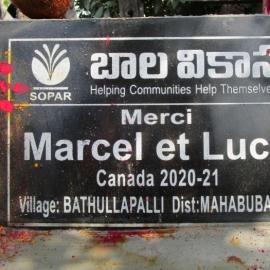 బాల వికాస
SOPAR
Helping Communities Help Themselve
Merci
Marcel et Luc
Canada 2020-21
Village: BATHULLAPALLI Dist:MAHABUBA